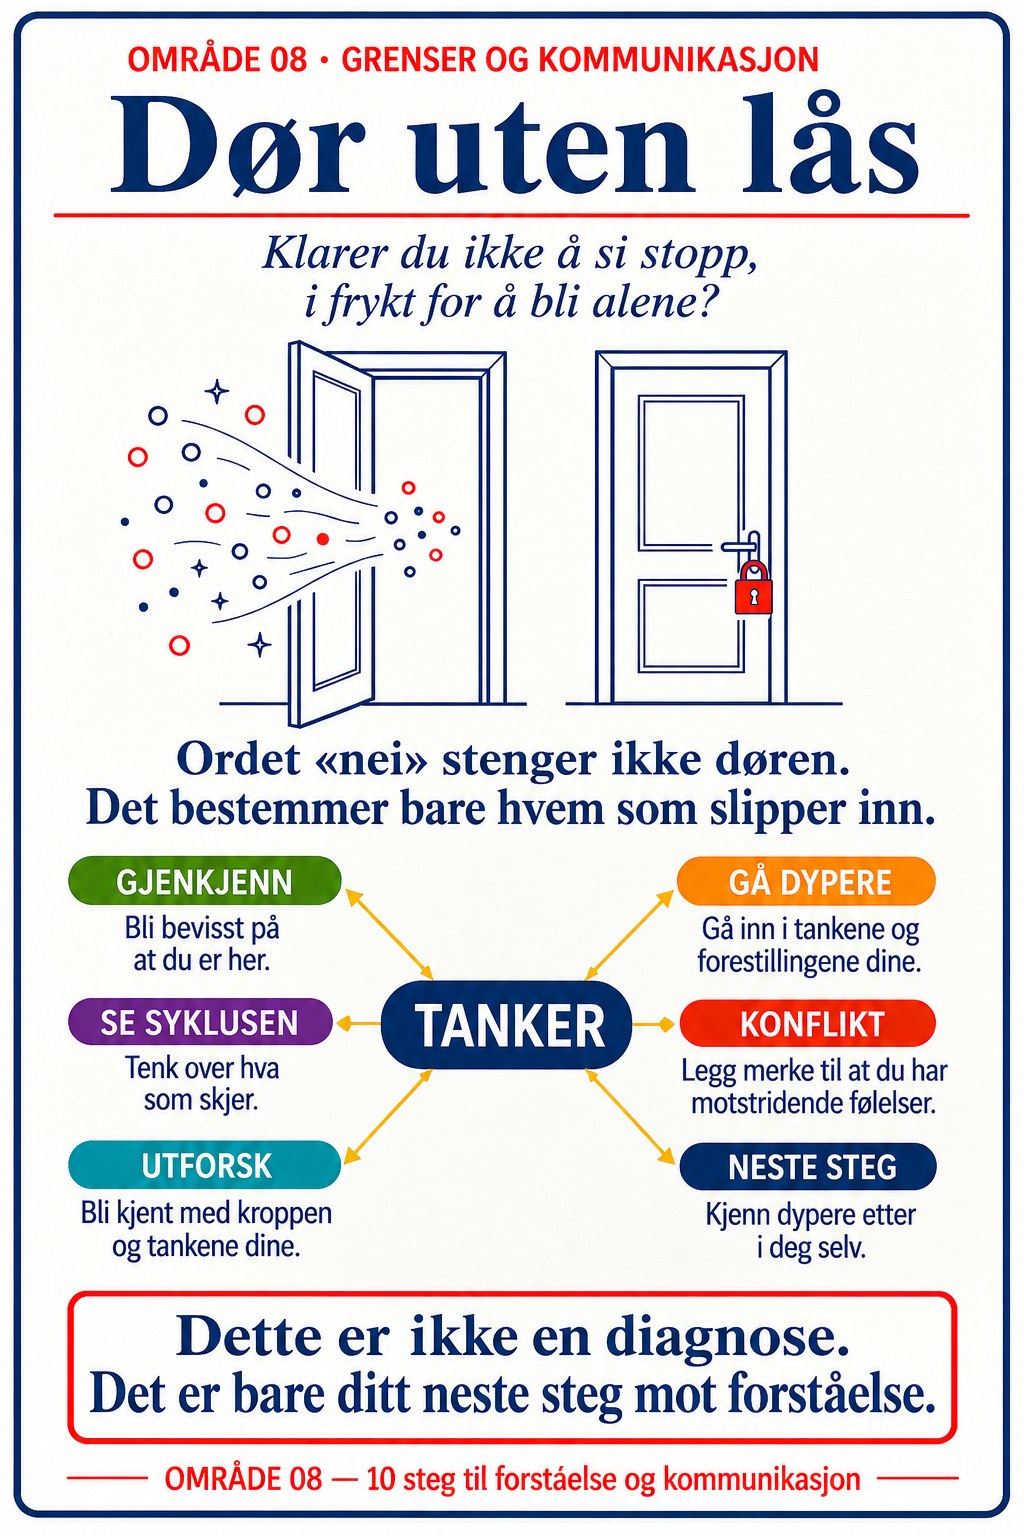 OMRÅDE 08 · GRENSER OG KOMMUNIKASJON
Dør uten lås
Klarer du ikke å si stopp,
i frykt for å bli alene?
Ordet «nei» stenger ikke døren.
Det bestemmer bare hvem som slipper inn.
GJENKJENN
Bli bevisst på
at du er her.
SE SYKLUSEN
Tenk over hva
som skjer.
UTFORSK
Bli kjent med kroppen
og tankene dine.
TANKER
GÅ DYPERE
Gå inn i tankene og
forestillingene dine.
KONFLIKT
Legg merke til at du har
motstridende følelser.
NESTE STEG
Kjenn dypere etter
i deg selv.
Dette er ikke en diagnose.
Det er bare ditt neste steg mot forståelse.
OMRÅDE 08 — 10 steg til forståelse og kommunikasjon